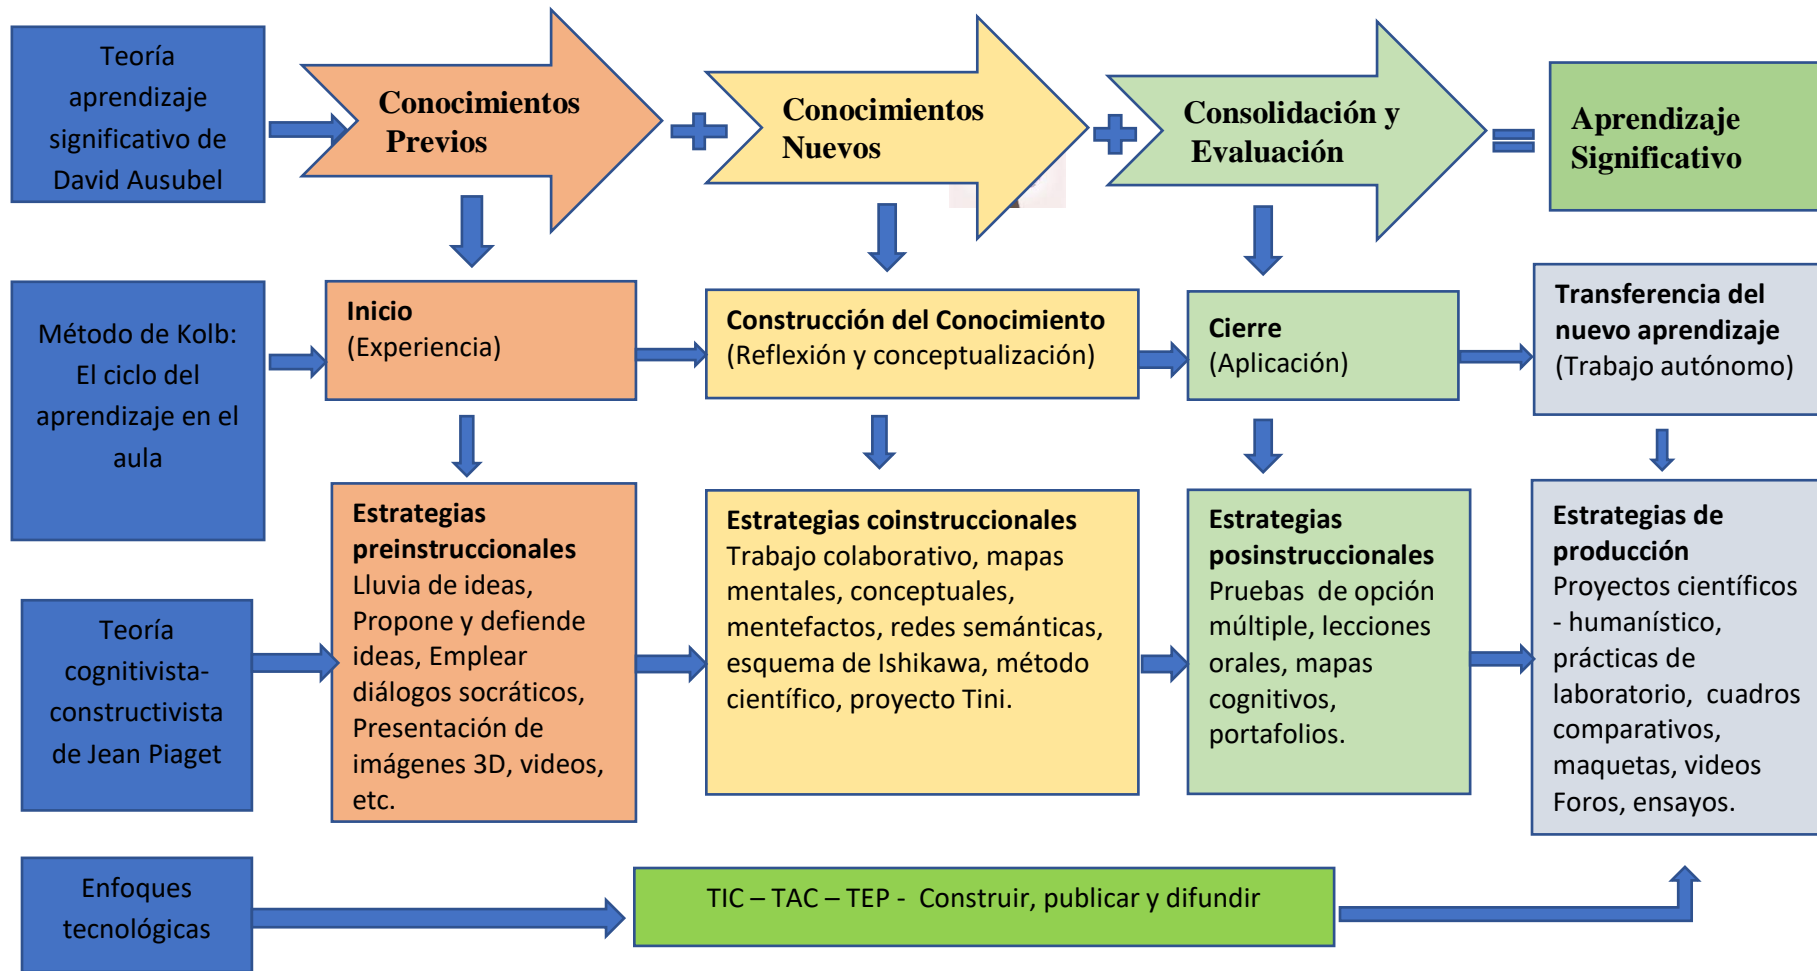 Teoría
aprendizaje
significativo de
David Ausubel
Conocimientos
Previos
Conocimientos
Nuevos
Consolidación y
Evaluación
Aprendizaje
Significativo
Método de Kolb:
El ciclo del
aprendizaje en el
aula
Inicio
(Experiencia)
Construcción del Conocimiento
(Reflexión y conceptualización)
Cierre
(Aplicación)
Transferencia del
nuevo aprendizaje
(Trabajo autónomo)
Teoría
cognitivista-
constructivista
de Jean Piaget
Estrategias
preinstruccionales
Lluvia de ideas,
Propone y defiende
ideas, Emplear
diálogos socráticos,
Presentación de
imágenes 3D, videos,
etc.
Estrategias coinstruccionales
Trabajo colaborativo, mapas
mentales, conceptuales,
mentefactos, redes semánticas,
esquema de Ishikawa, método
científico, proyecto Tini.
Estrategias
posinstruccionales
Pruebas de opción
múltiple, lecciones
orales, mapas
cognitivos,
portafolios.
Estrategias de
producción
Proyectos científicos
- humanístico,
prácticas de
laboratorio, cuadros
comparativos,
maquetas, videos
Foros, ensayos.
Enfoques
tecnológicas
TIC – TAC – TEP - Construir, publicar y difundir